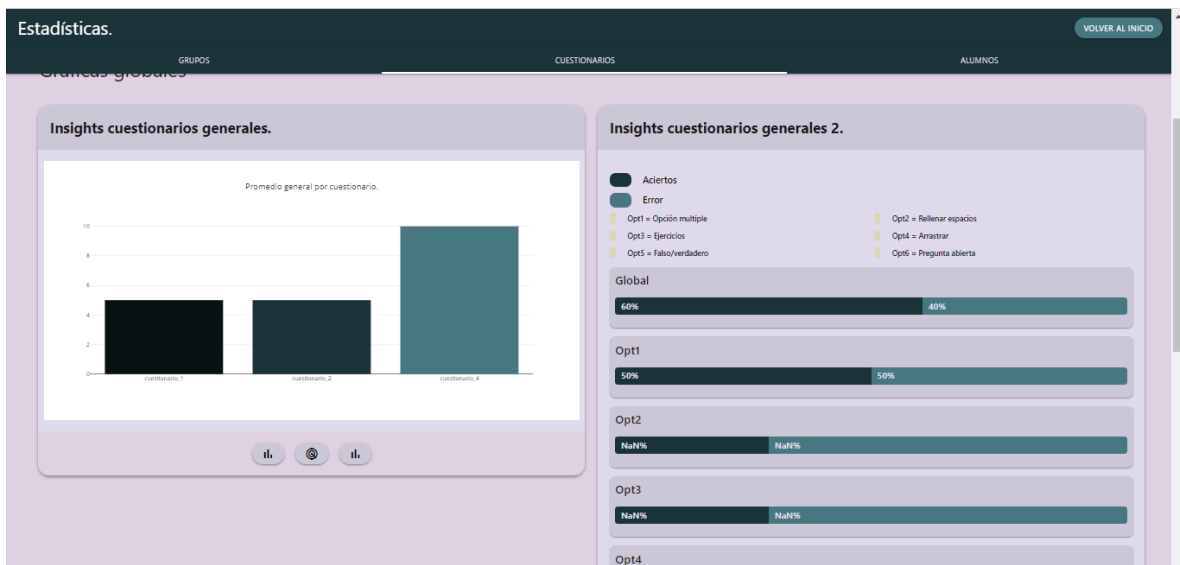 Estadísticas.
VOLVER AL INICIO
GRUPOS
CUESTIONARIOS
ALUMNOS
Gráficas globales
Insights cuestionarios generales.
Promedio general por cuestionario.
10
8
6
4
2
0
cuestionario_1
cuestionario_2
cuestionario_4
Insights cuestionarios generales 2.
Aciertos
Error
Opt1 = Opción multiple
Opt2 = Rellenar espacios
Opt3 = Ejercicios
Opt4 = Arrastrar
Opt5 = Falso/verdadero
Opt6 = Pregunta abierta
Global
60%
40%
Opt1
50%
50%
Opt2
NaN%
NaN%
Opt3
NaN%
NaN%
Opt4